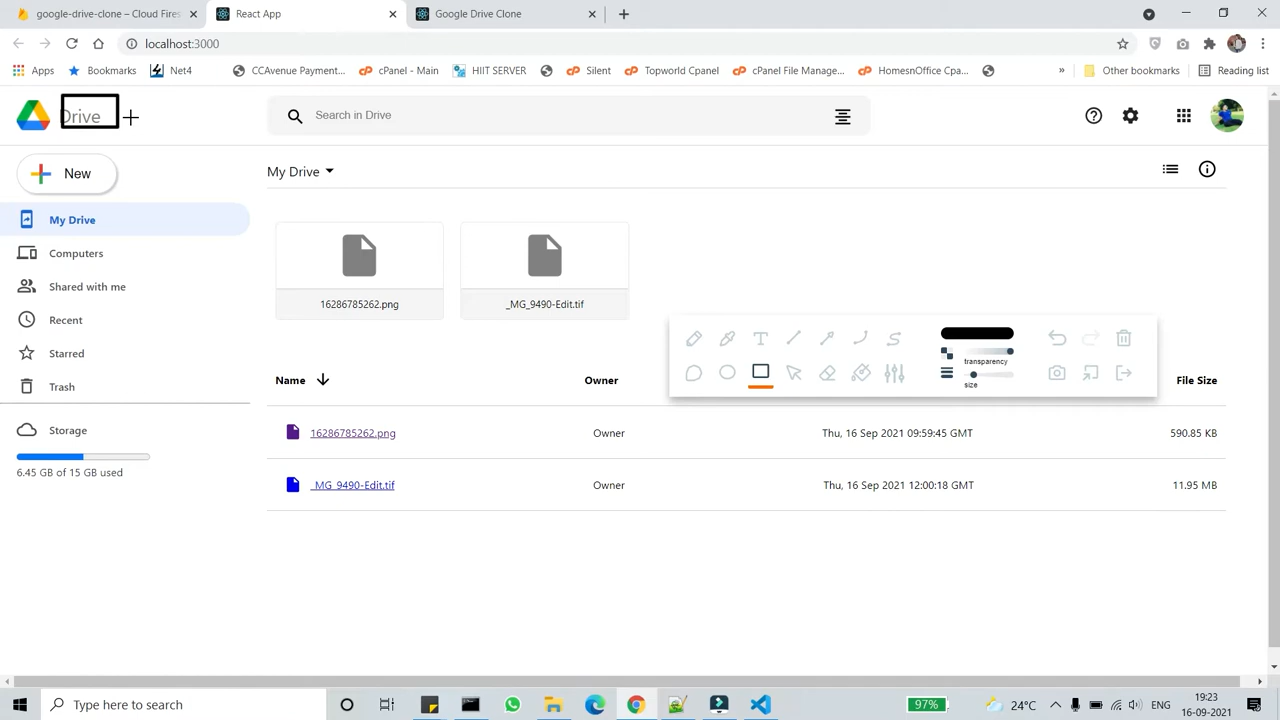 google-drive-clone – Cloud Fires
React App
Google Drive Clone
localhost:3000
Apps
Bookmarks
Net4
CCAvenue Payment...
cPanel - Main
HIIT SERVER
Silent
Topworld Cpanel
cPanel File Manage...
HomesnOffice Cpa...
»
Other bookmarks
Reading list
Drive
Search in Drive
New
My Drive
My Drive
Computers
Shared with me
Recent
Starred
Trash
Storage
6.45 GB of 15 GB used
16286785262.png
_MG_9490-Edit.tif
transparency
size
Name
Owner
File Size
16286785262.png
Owner
Thu, 16 Sep 2021 09:59:45 GMT
590.85 KB
_MG_9490-Edit.tif
Owner
Thu, 16 Sep 2021 12:00:18 GMT
11.95 MB
Type here to search
97%
24°C
ENG
19:23
16-09-2021